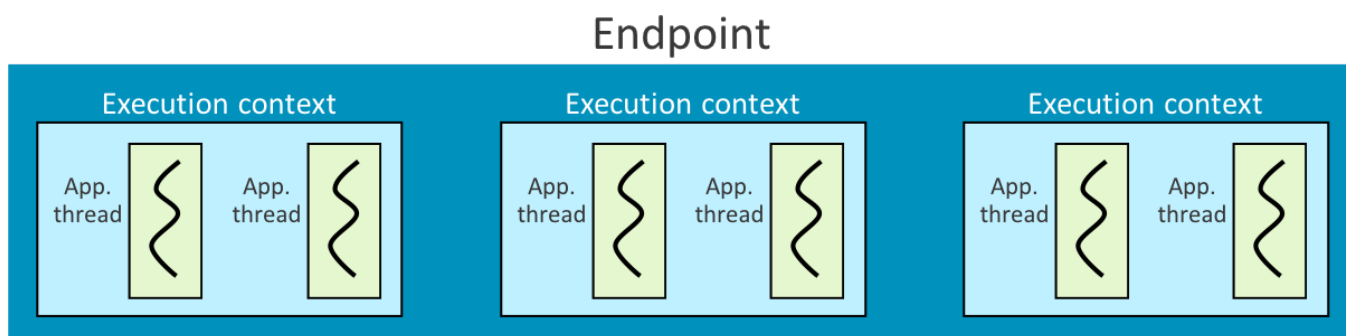 Endpoint
Execution context
App.
thread
App.
thread
Execution context
App.
thread
App.
thread
Execution context
App.
thread
App.
thread